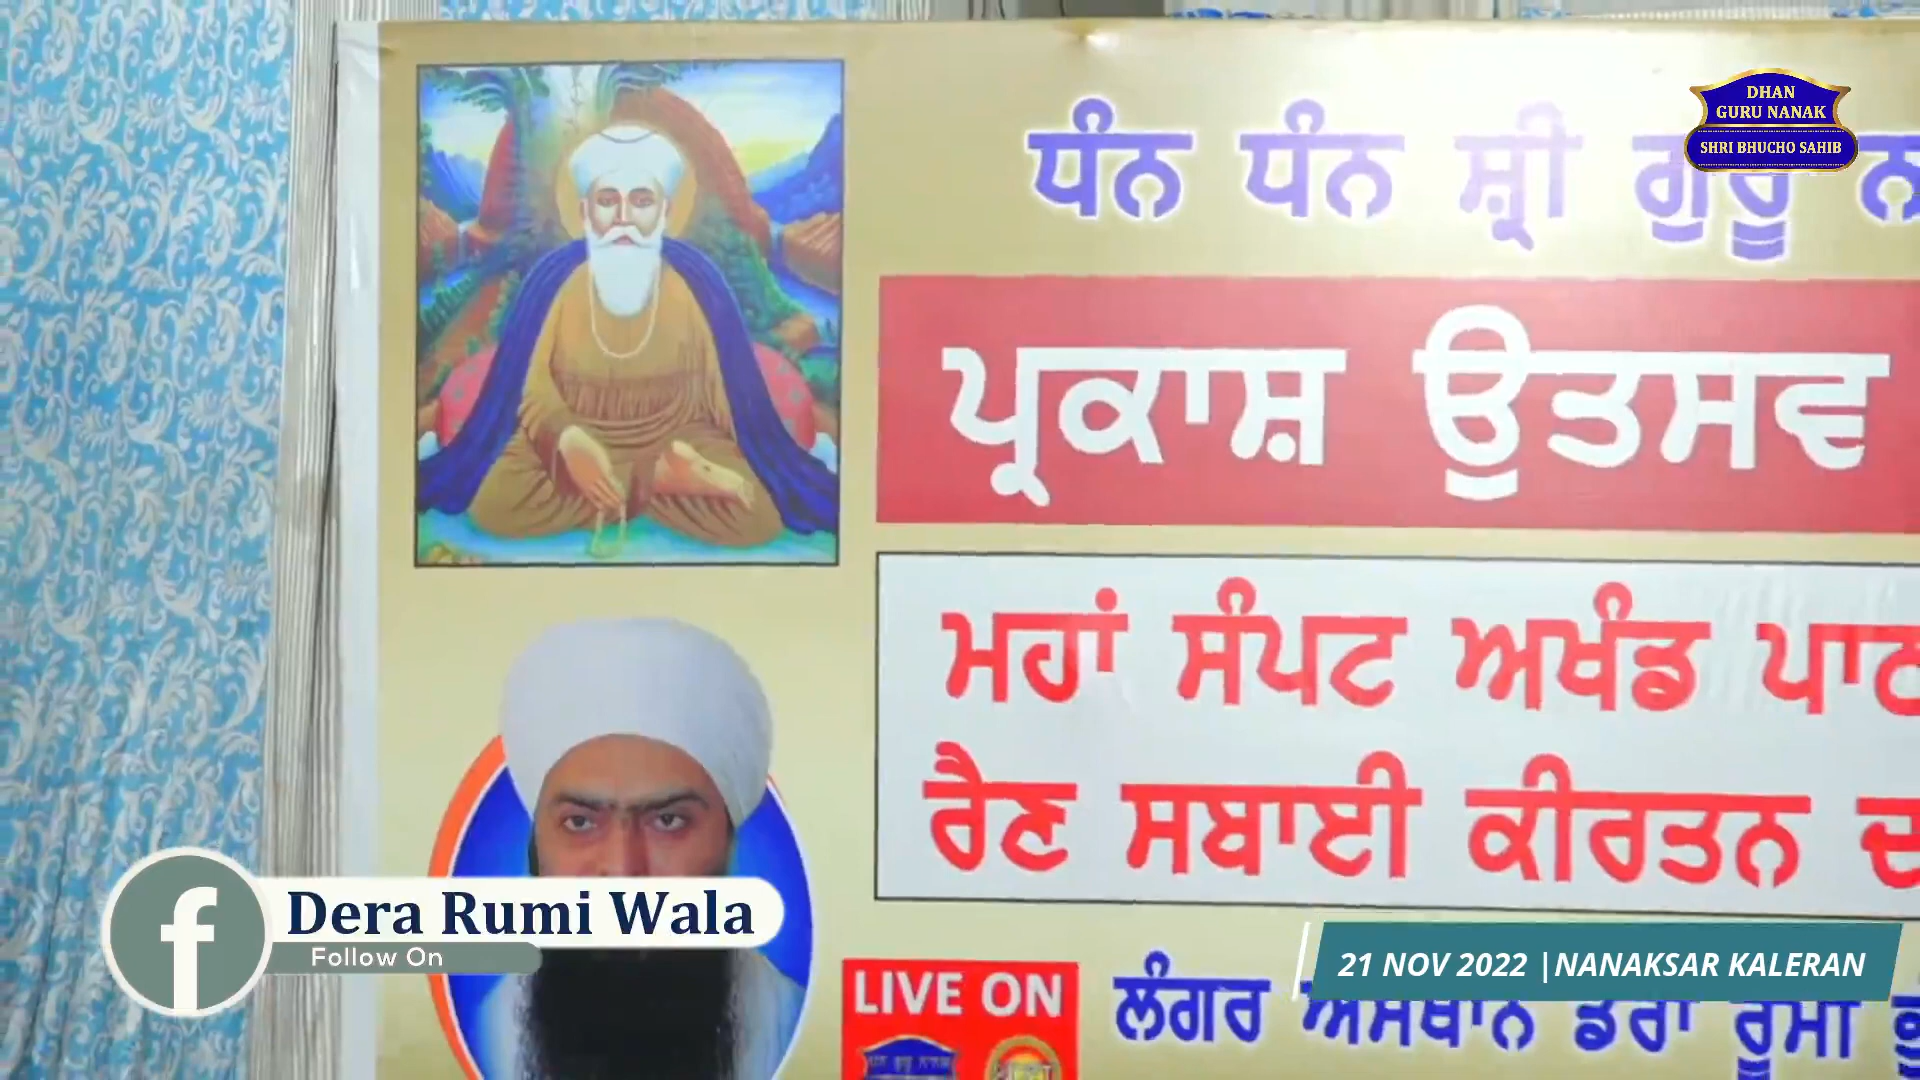 DHAN
GURU NANAK
SHRI BHUCHO SAHIB
ਧੰਨ ਧੰਨ ਸ਼੍ਰੀ ਗੁਰੂ
ਪ੍ਰਕਾਸ਼ ਉਤਸਵ
ਮਹਾਂ ਸੰਪਟ ਅਖੰਡ ਪਾਠ
ਰੈਣ ਸਬਾਈ ਕੀਰਤਨ
Dera Rumi Wala
Follow On
21 NOV 2022 | NANAKSAR KALERAN
LIVE ON
ਲੰਗਰ ਅਸਥਾਨ ਡੇਰਾ ਰੂਮੀ